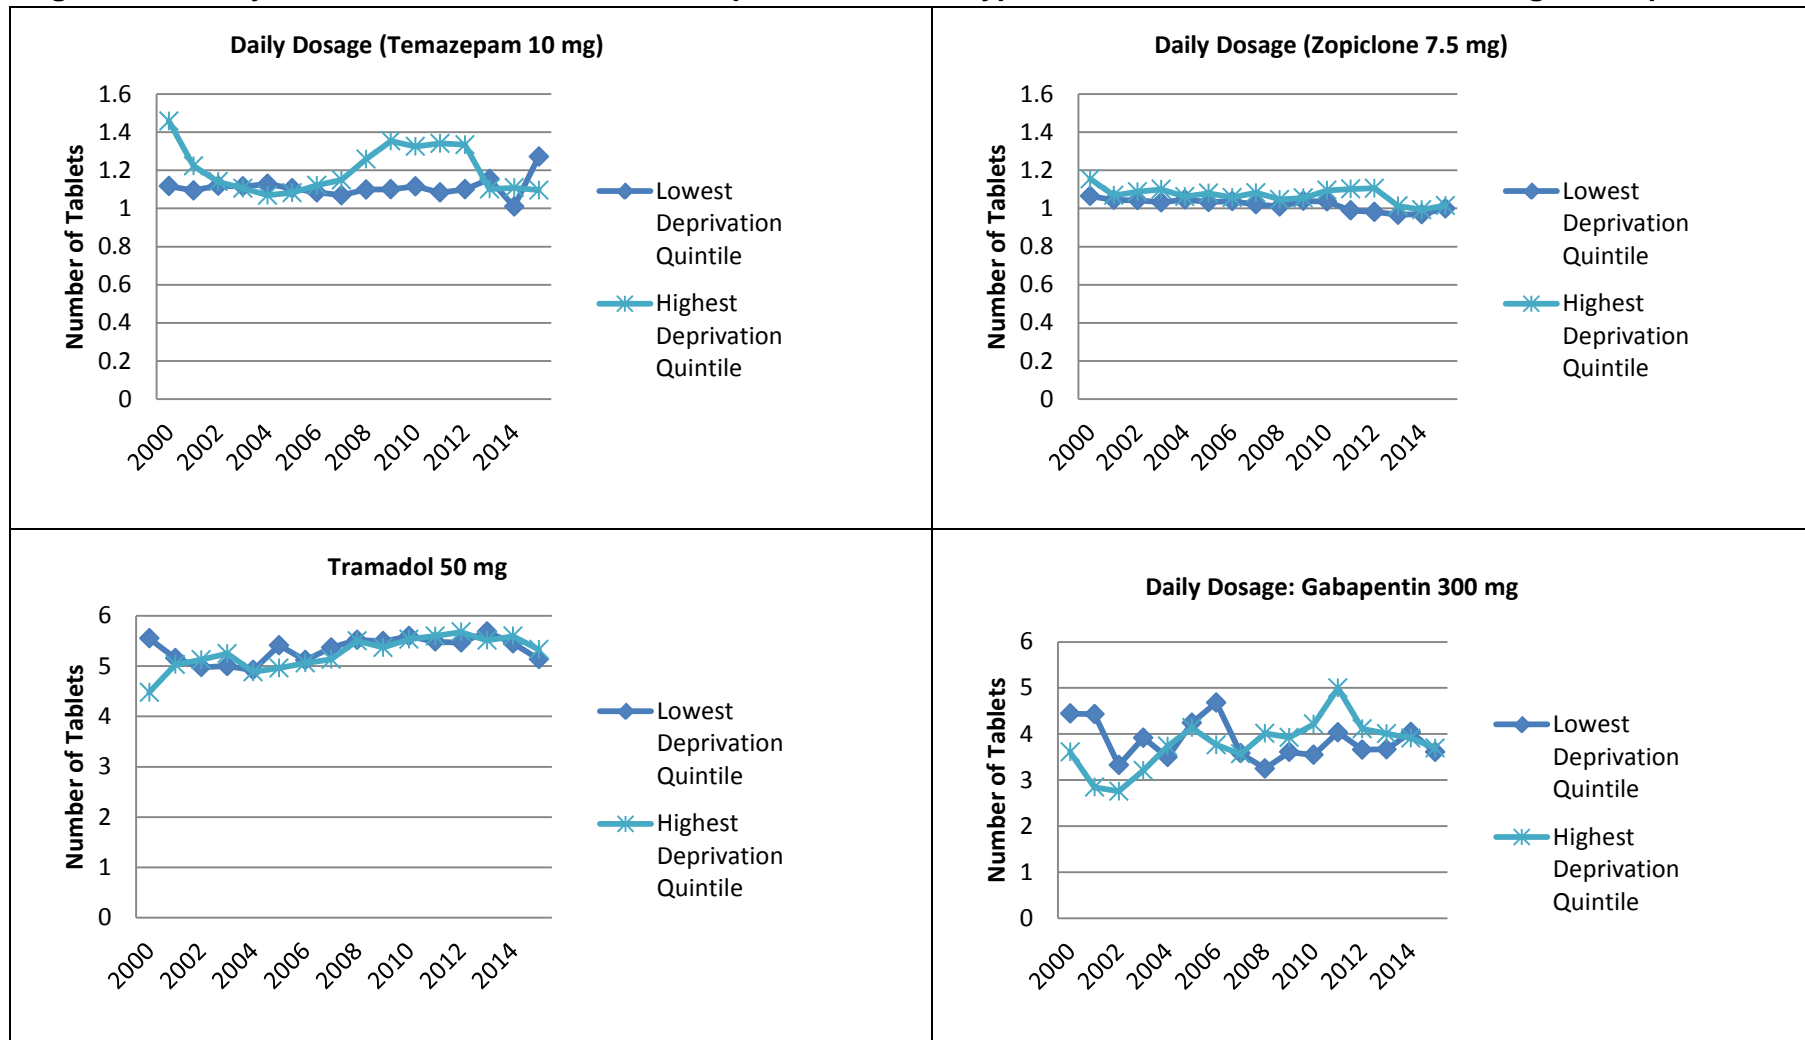 Daily Dosage (Temazepam 10 mg)
Number of Tablets
1.6
1.4
1.2
1
0.8
0.6
0.4
0.2
0
2000
2002
2004
2006
2008
2010
2012
2014
Lowest
Deprivation
Quintile
Highest
Deprivation
Quintile
Daily Dosage (Zopiclone 7.5 mg)
Number of Tablets
1.6
1.4
1.2
1
0.8
0.6
0.4
0.2
0
2000
2002
2004
2006
2008
2010
2012
2014
Lowest
Deprivation
Quintile
Highest
Deprivation
Quintile
Tramadol 50 mg
Number of Tablets
6
5
4
3
2
1
0
2000
2002
2004
2006
2008
2010
2012
2014
Lowest
Deprivation
Quintile
Highest
Deprivation
Quintile
Daily Dosage: Gabapentin 300 mg
Number of Tablets
6
5
4
3
2
1
0
2000
2002
2004
2006
2008
2010
2012
2014
Lowest
Deprivation
Quintile
Highest
Deprivation
Quintile